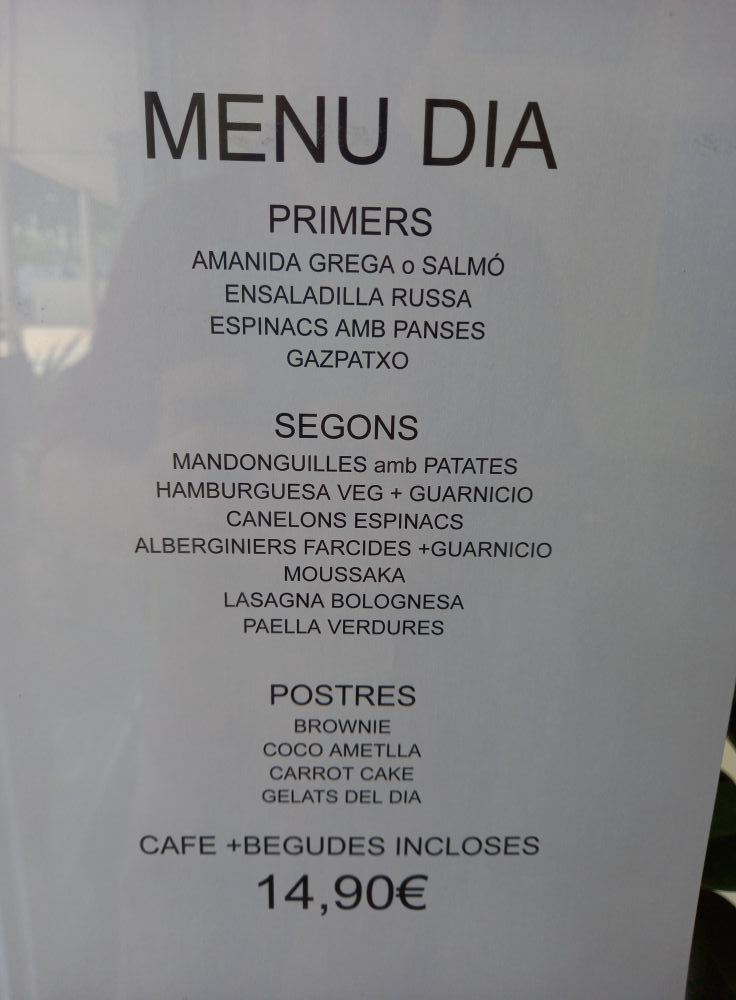 MENU DIA
PRIMERS
AMANIDA GREGA o SALMÓ
ENSALADILLA RUSSA
ESPINACS AMB PANSES
GAZPATXO
SEGONS
MANDONGUILLES amb PATATES
HAMBURGUESA VEG + GUARNICIO
CANELONS ESPINACS
ALBERGINIERS FARCIDES +GUARNICIO
MOUSSAKA
LASAGNA BOLOGNESA
PAELLA VERDURES
POSTRES
BROWNIE
COCO AMETLLA
CARROT CAKE
GELATS DEL DIA
CAFE +BEGUDES INCLOSES
14,90€